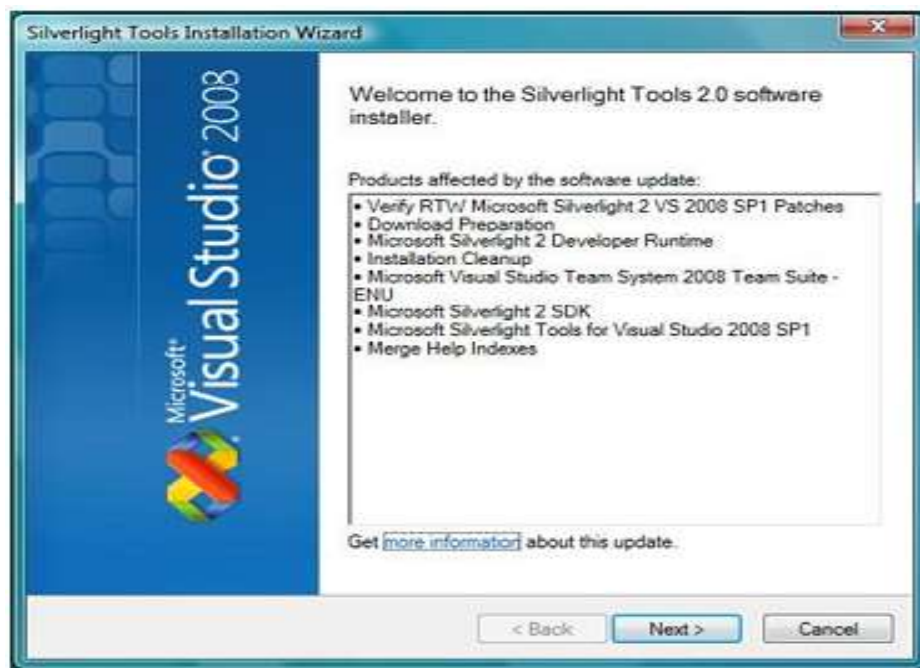 Silverlight Tools Installation Wizard
Microsoft® Visual Studio® 2008
Welcome to the Silverlight Tools 2.0 software
installer.
Products affected by the software update:
• Verify RTW Microsoft Silverlight 2 VS 2008 SP1 Patches
• Download Preparation
• Microsoft Silverlight 2 Developer Runtime
• Installation Cleanup
• Microsoft Visual Studio Team System 2008 Team Suite -
ENU
• Microsoft Silverlight 2 SDK
• Microsoft Silverlight Tools for Visual Studio 2008 SP1
• Merge Help Indexes
Get more information about this update.
< Back Next > Cancel